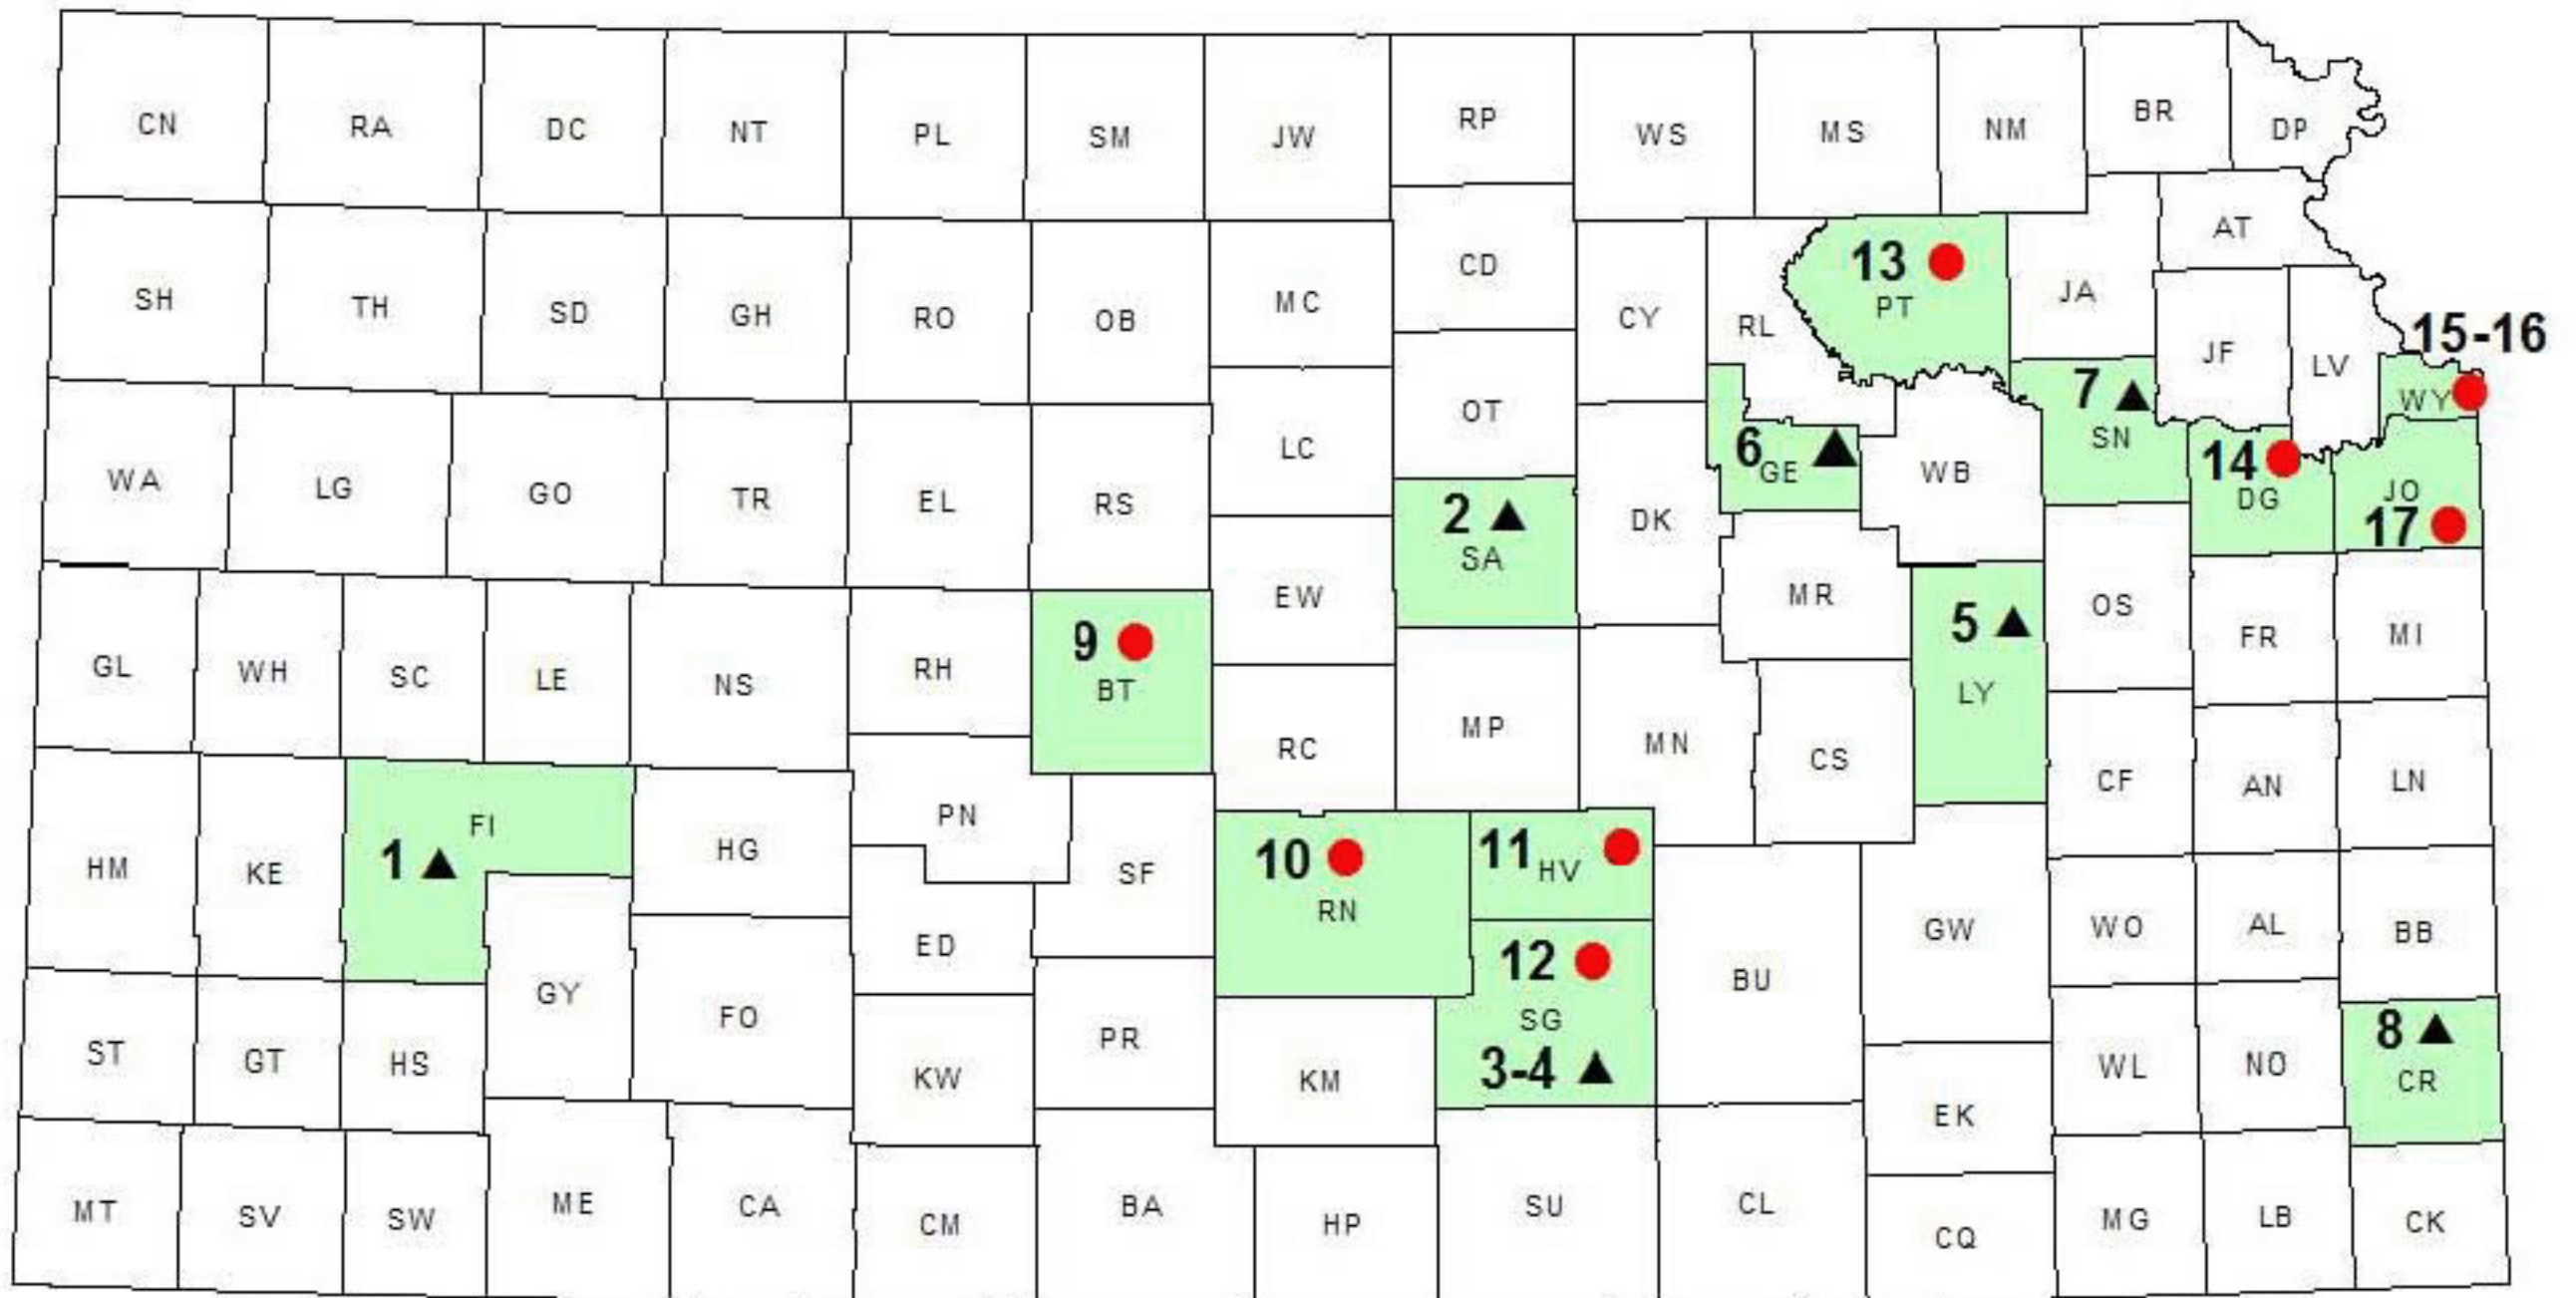 CN RA DC NT PL SM JW RP WS MS NM BR DP
SH TH SD GH RO OB MC CD CY RL 13 PT JA AT
JF LV 15-16 WY
WA LG GO TR EL RS LC OT DK 6 GE WB 7 SN 14 DG JO 17
2 SA
GL WH SC LE NS RH 9 BT EW MR 5 LY OS FR MI
RC MP MN CS
HM KE FI 1 HG PN SF 10 RN 11 HV CF AN LN
GY ED 12 SG 3-4 BU GW WO AL BB
ST GT HS FO KW PR KM EK WL NO 8 CR
MT SV SW ME CA CM BA HP SU CL CQ MG LB CK